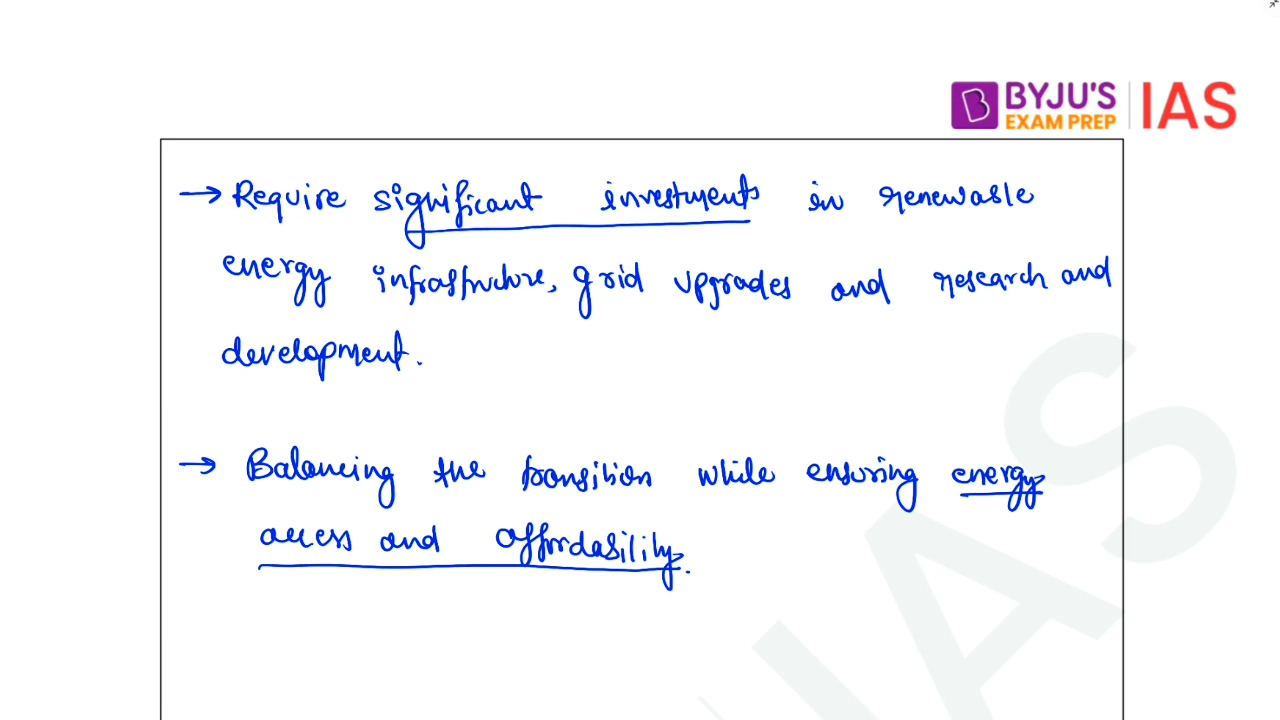 BYJU'S
EXAM PREP
IAS
→ Require significant investments in renewable
energy infrastructure, grid upgrades and research and
development.
→ Balancing the transition while ensuring energy
access and affordability.
IAS